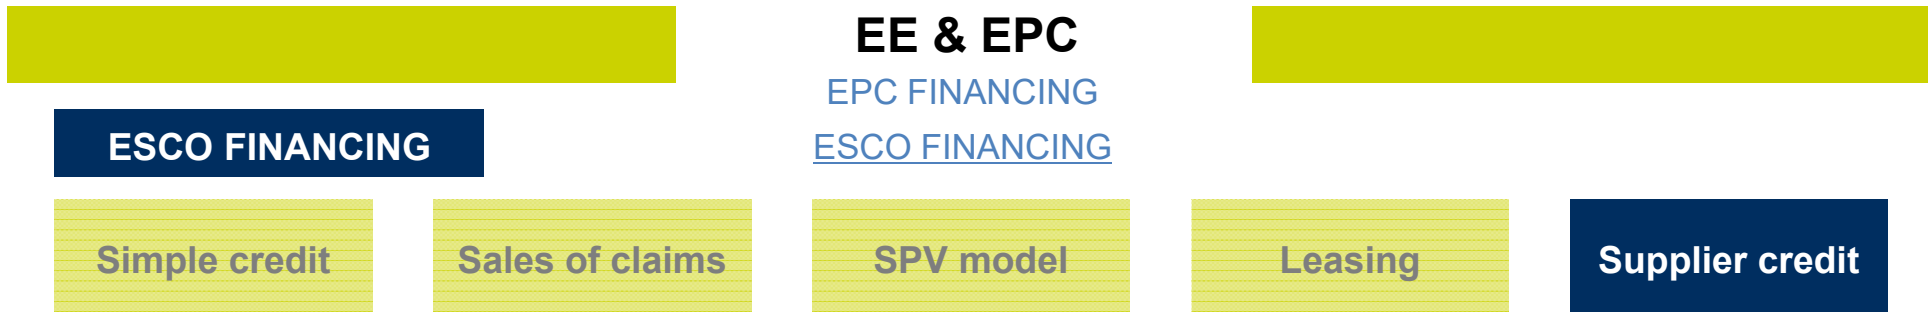 EE & EPC
EPC FINANCING
ESCO FINANCING
ESCO FINANCING
Simple credit
Sales of claims
SPV model
Leasing
Supplier credit